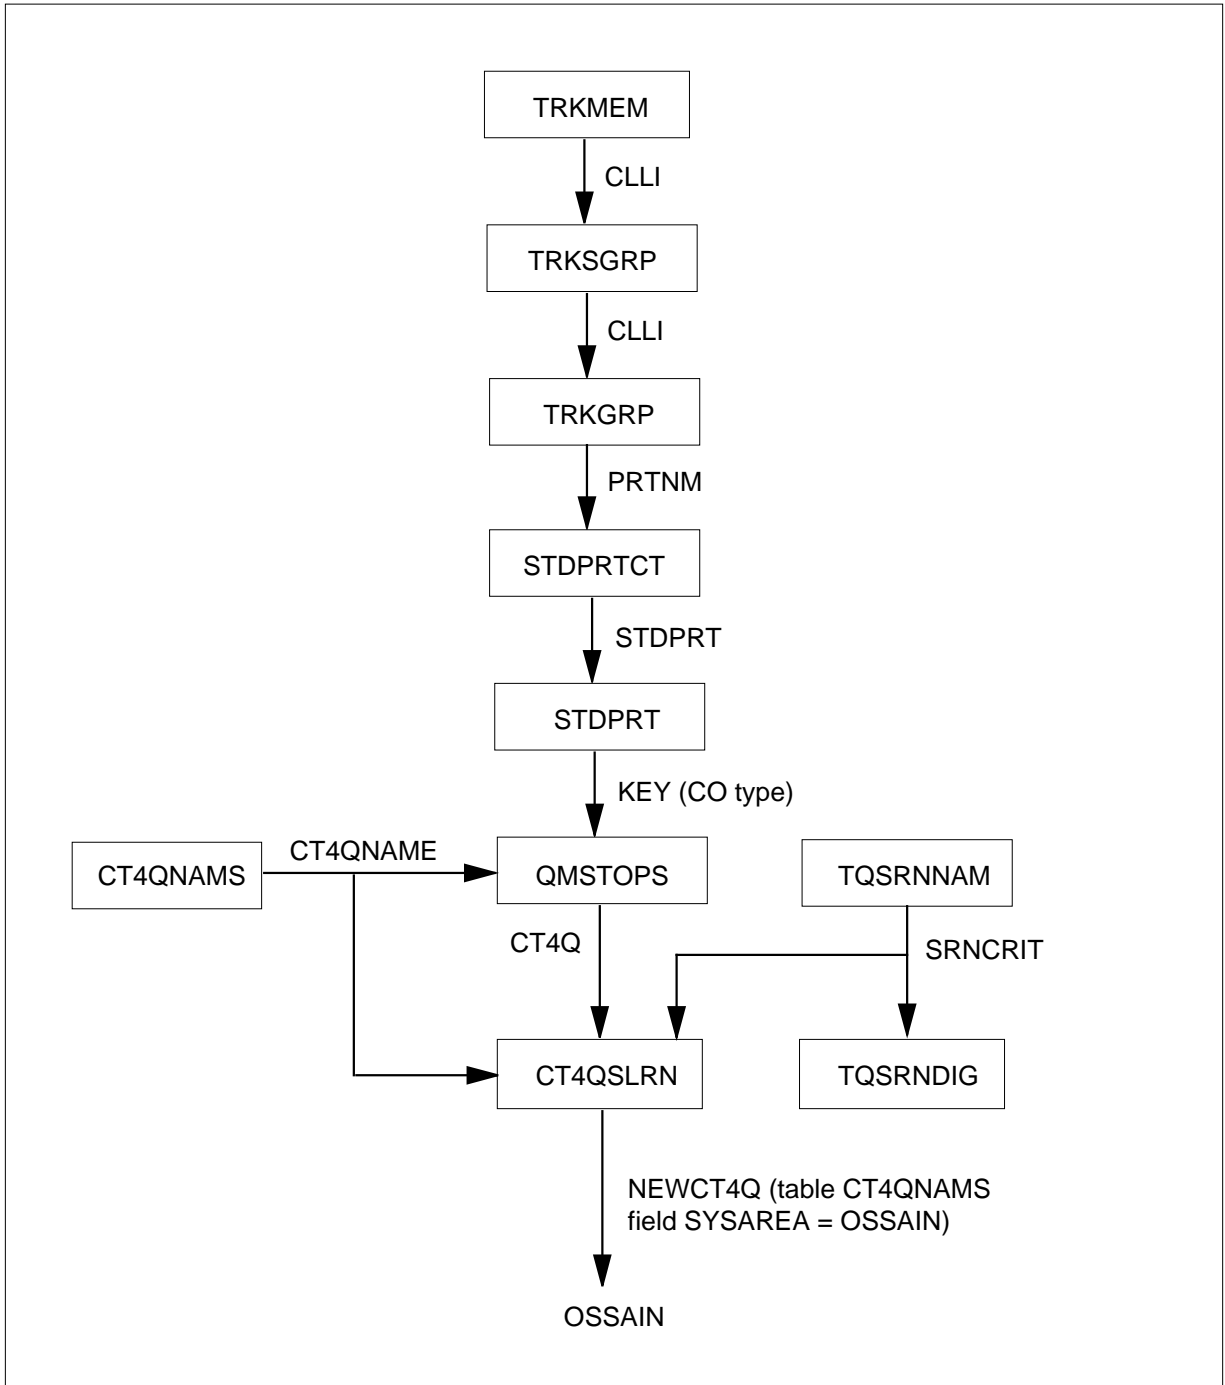 TRKMEM
CLLI
TRKSGRP
CLLI
TRKGRP
PRTNM
STDPRTCT
STDPRT
STDPRT
KEY (CO type)
CT4QNAMS
CT4QNAME
QMSTOPS
TQSRNNAM
CT4Q
SRNCRIT
CT4QSLRN
TQSRNDIG
NEWCT4Q (table CT4QNAMS
field SYSAREA = OSSAIN)
OSSAIN